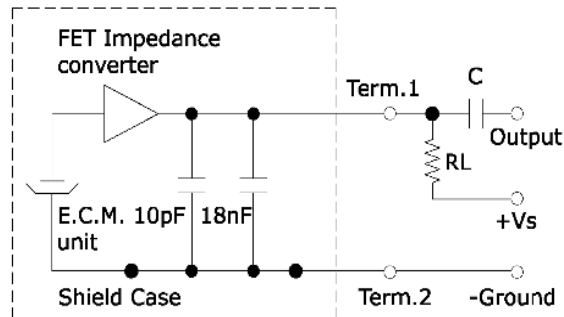 FET Impedance
converter
Term.1
C
Output
RL
+Vs
E.C.M. 10pF 18nF
unit
Shield Case
Term.2
-Ground